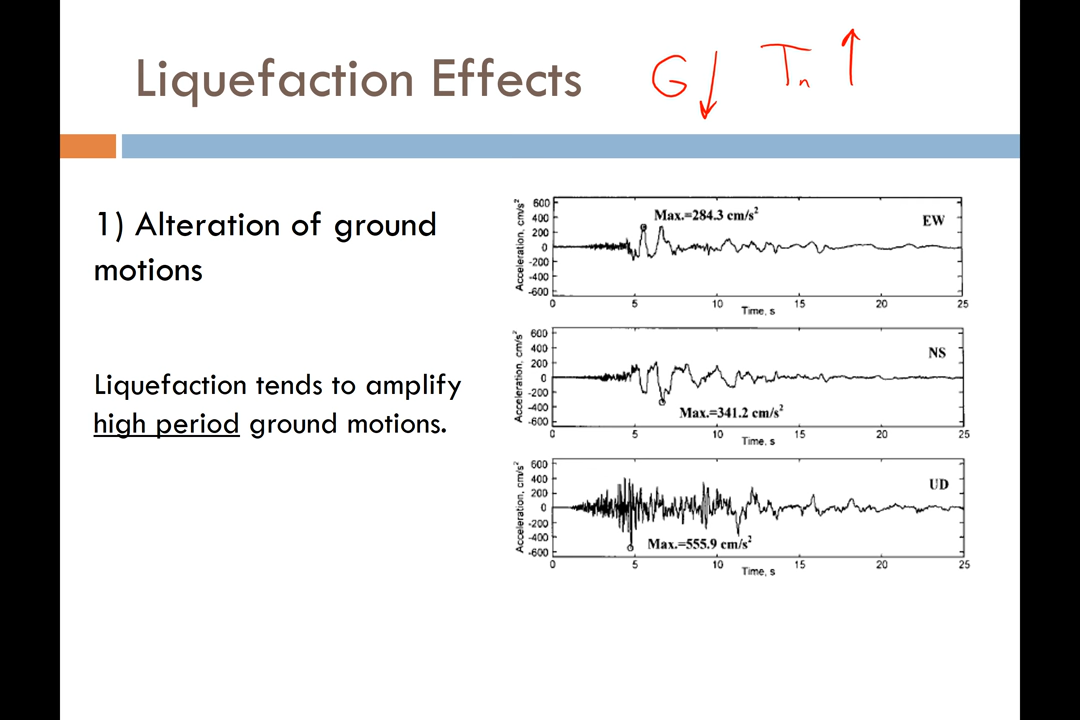 Liquefaction Effects
G↓ Tn↑
1) Alteration of ground
motions
Liquefaction tends to amplify
high period ground motions.
Acceleration, cm/s²
600
400
200
0
-200
-400
-600
Max.=284.3 cm/s²
EW
0 5 10 15 20 25
Time, s
Acceleration, cm/s²
600
400
200
0
-200
-400
-600
NS
Max.=341.2 cm/s²
0 5 10 15 20 25
Time, s
Acceleration, cm/s²
600
400
200
0
-200
-400
-600
UD
Max.=555.9 cm/s²
0 5 10 15 20 25
Time, s